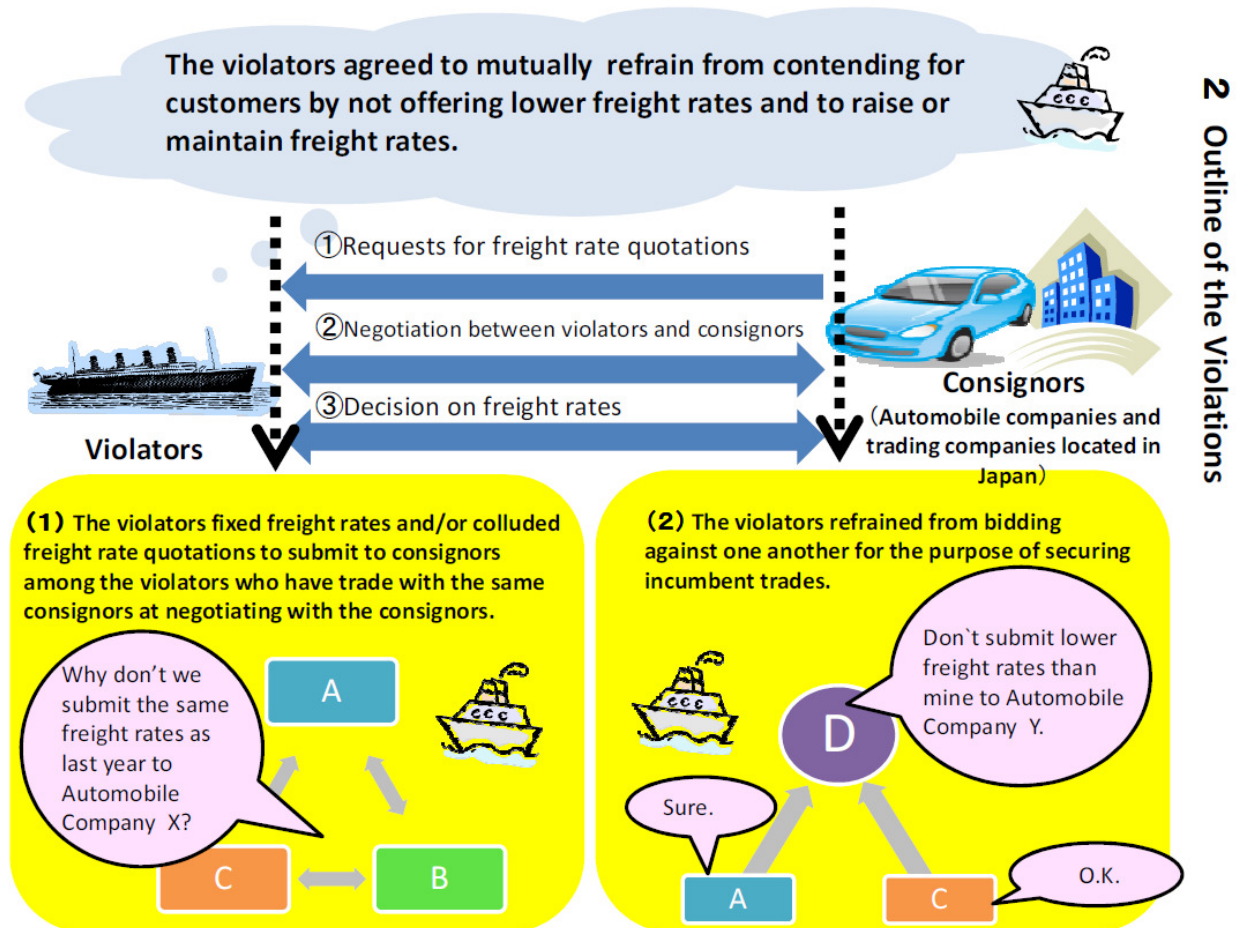 2 Outline of the Violations
The violators agreed to mutually refrain from contending for
customers by not offering lower freight rates and to raise or
maintain freight rates.
①Requests for freight rate quotations
②Negotiation between violators and consignors
③Decision on freight rates
Violators
Consignors
（Automobile companies and
trading companies located in
Japan）
（1）The violators fixed freight rates and/or colluded
freight rate quotations to submit to consignors
among the violators who have trade with the same
consignors at negotiating with the consignors.
Why don’t we
submit the same
freight rates as
last year to
Automobile
Company X?
A
C
B
（2）The violators refrained from bidding
against one another for the purpose of securing
incumbent trades.
Don`t submit lower
freight rates than
mine to Automobile
Company Y.
D
Sure.
O.K.
A
C